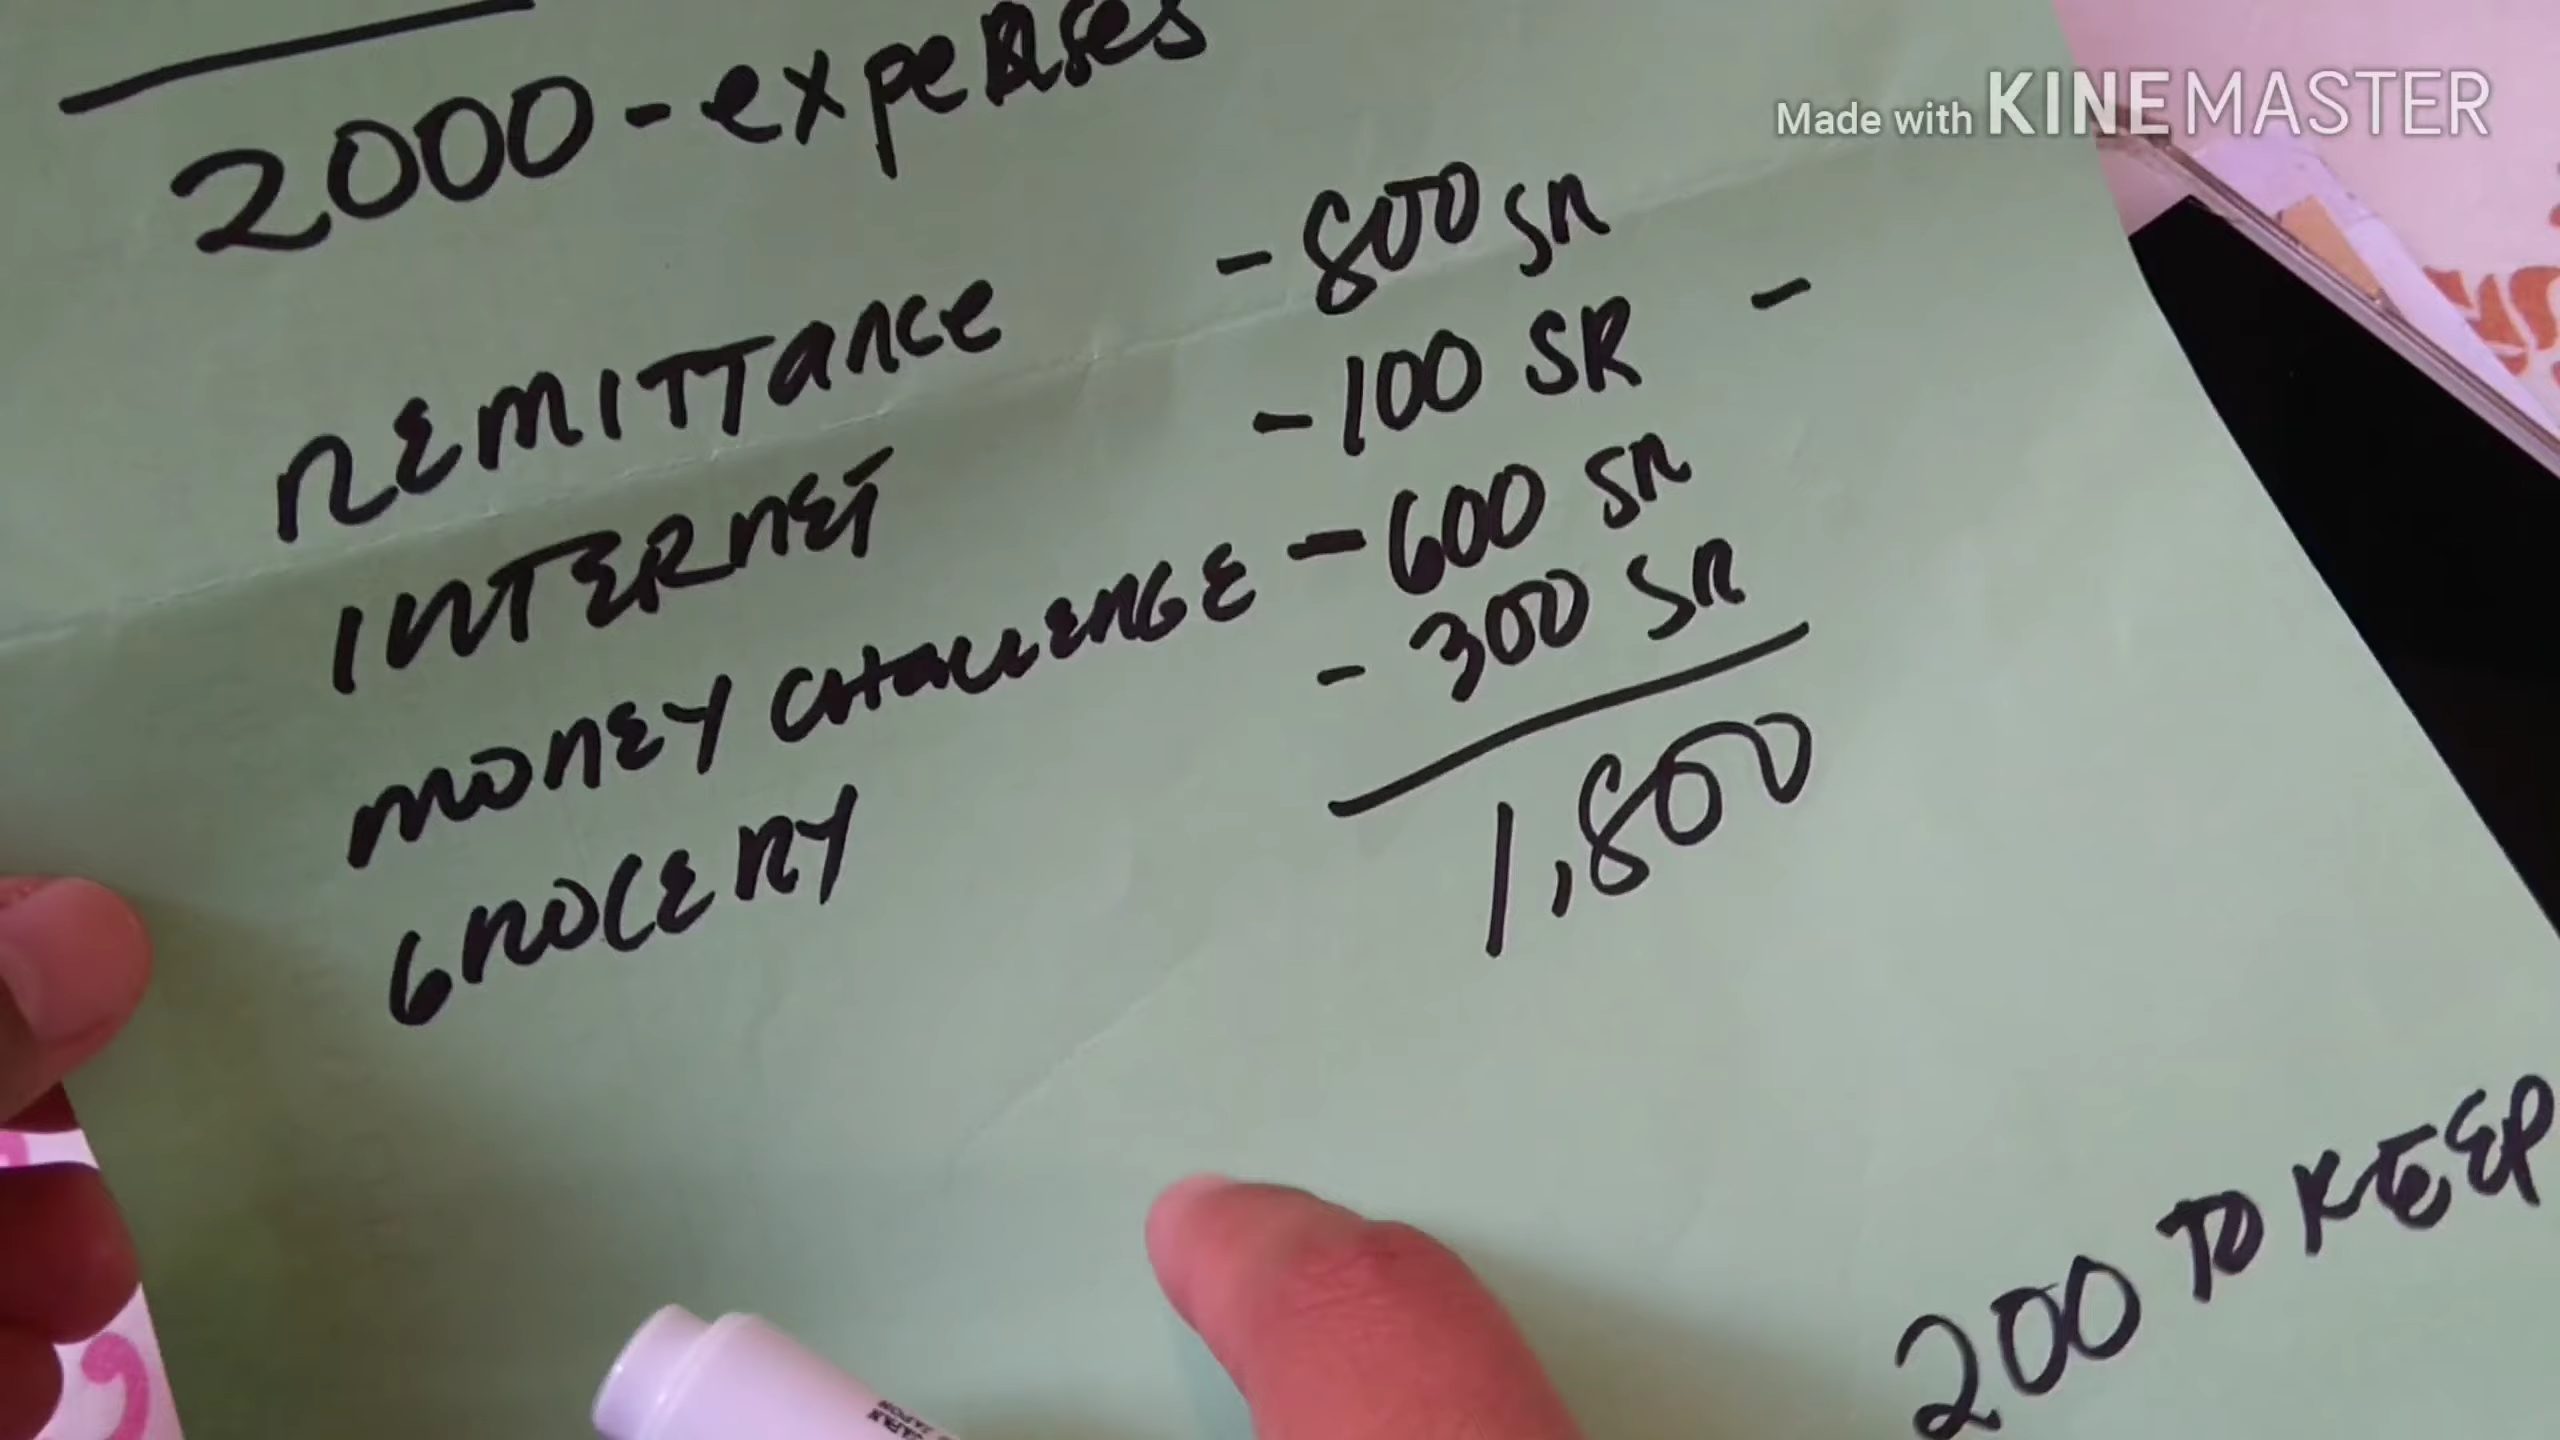 Made with KINEMASTER
2000 - expenses
REMITTance - 800 SR
INTERNET - 100 SR -
MONEY CHaLLENGE - 600 SR
GROCERY - 300 SR
1,800
200 TO KEEP